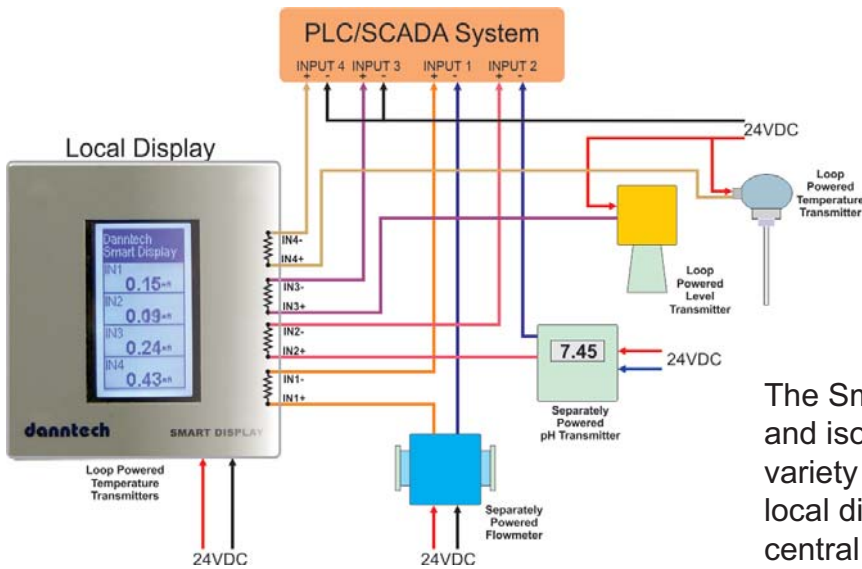 PLC/SCADA System
INPUT 4 INPUT 3 INPUT 1 INPUT 2
+ - + - + - + -
24VDC
Local Display
Loop
Powered
Temperature
Transmitter
Danntech
Smart Display
IN1
0.15
IN2
0.09
IN3
0.24
IN4
0.43
IN4-
IN4+
IN3-
IN3+
IN2-
IN2+
IN1-
IN1+
Loop
Powered
Level
Transmitter
7.45
24VDC
Separately
Powered
pH Transmitter
danntech
SMART DISPLAY
Loop Powered
Temperature
Transmitters
24VDC
Separately
Powered
Flowmeter
24VDC
The Sm
and iso
variety
local di
central